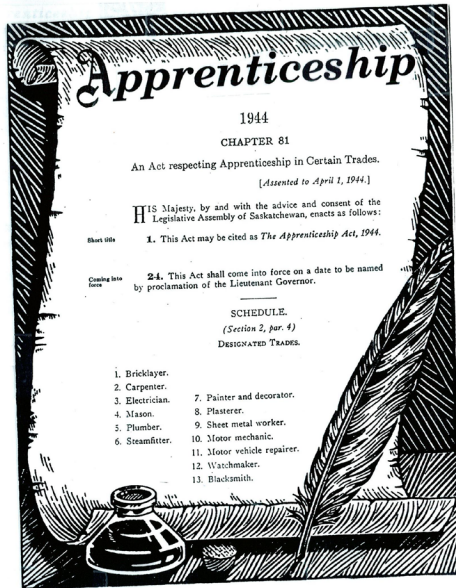 Apprenticeship
1944
CHAPTER 81
An Act respecting Apprenticeship in Certain Trades.
[Assented to April 1, 1944.]
HIS Majesty, by and with the advice and consent of the
Legislative Assembly of Saskatchewan, enacts as follows:
Short title
1. This Act may be cited as The Apprenticeship Act, 1944.
Coming into
force
24. This Act shall come into force on a date to be named
by proclamation of the Lieutenant Governor.
SCHEDULE.
(Section 2, par. 4)
DESIGNATED TRADES.
1. Bricklayer.
2. Carpenter.
3. Electrician.
4. Mason.
5. Plumber.
6. Steamfitter.
7. Painter and decorator.
8. Plasterer.
9. Sheet metal worker.
10. Motor mechanic.
11. Motor vehicle repairer.
12. Watchmaker.
13. Blacksmith.